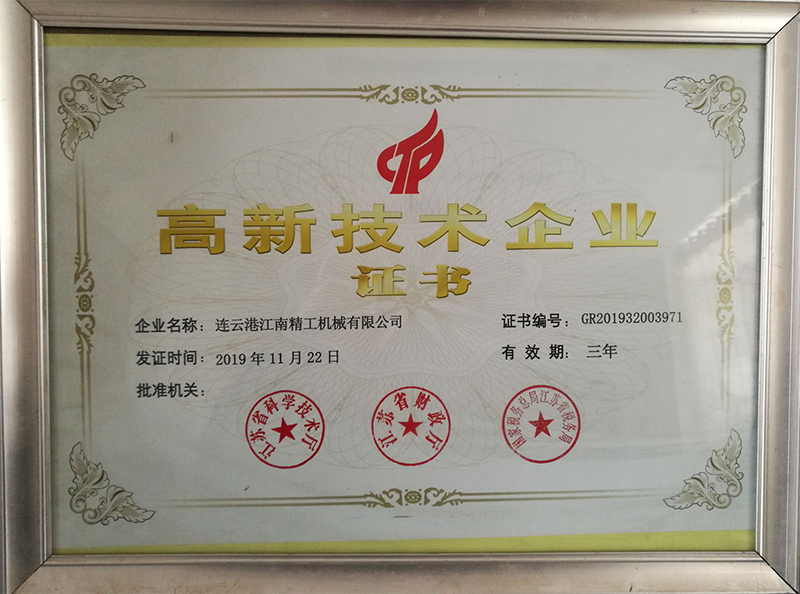 CTP
高新技术企业
证书
企业名称：连云港江南精工机械有限公司
证书编号：GR201932003971
发证时间：2019年11月22日
有效期：三年
批准机关：
江苏省科学技术厅
江苏省财政厅
国家税务总局江苏省税务局